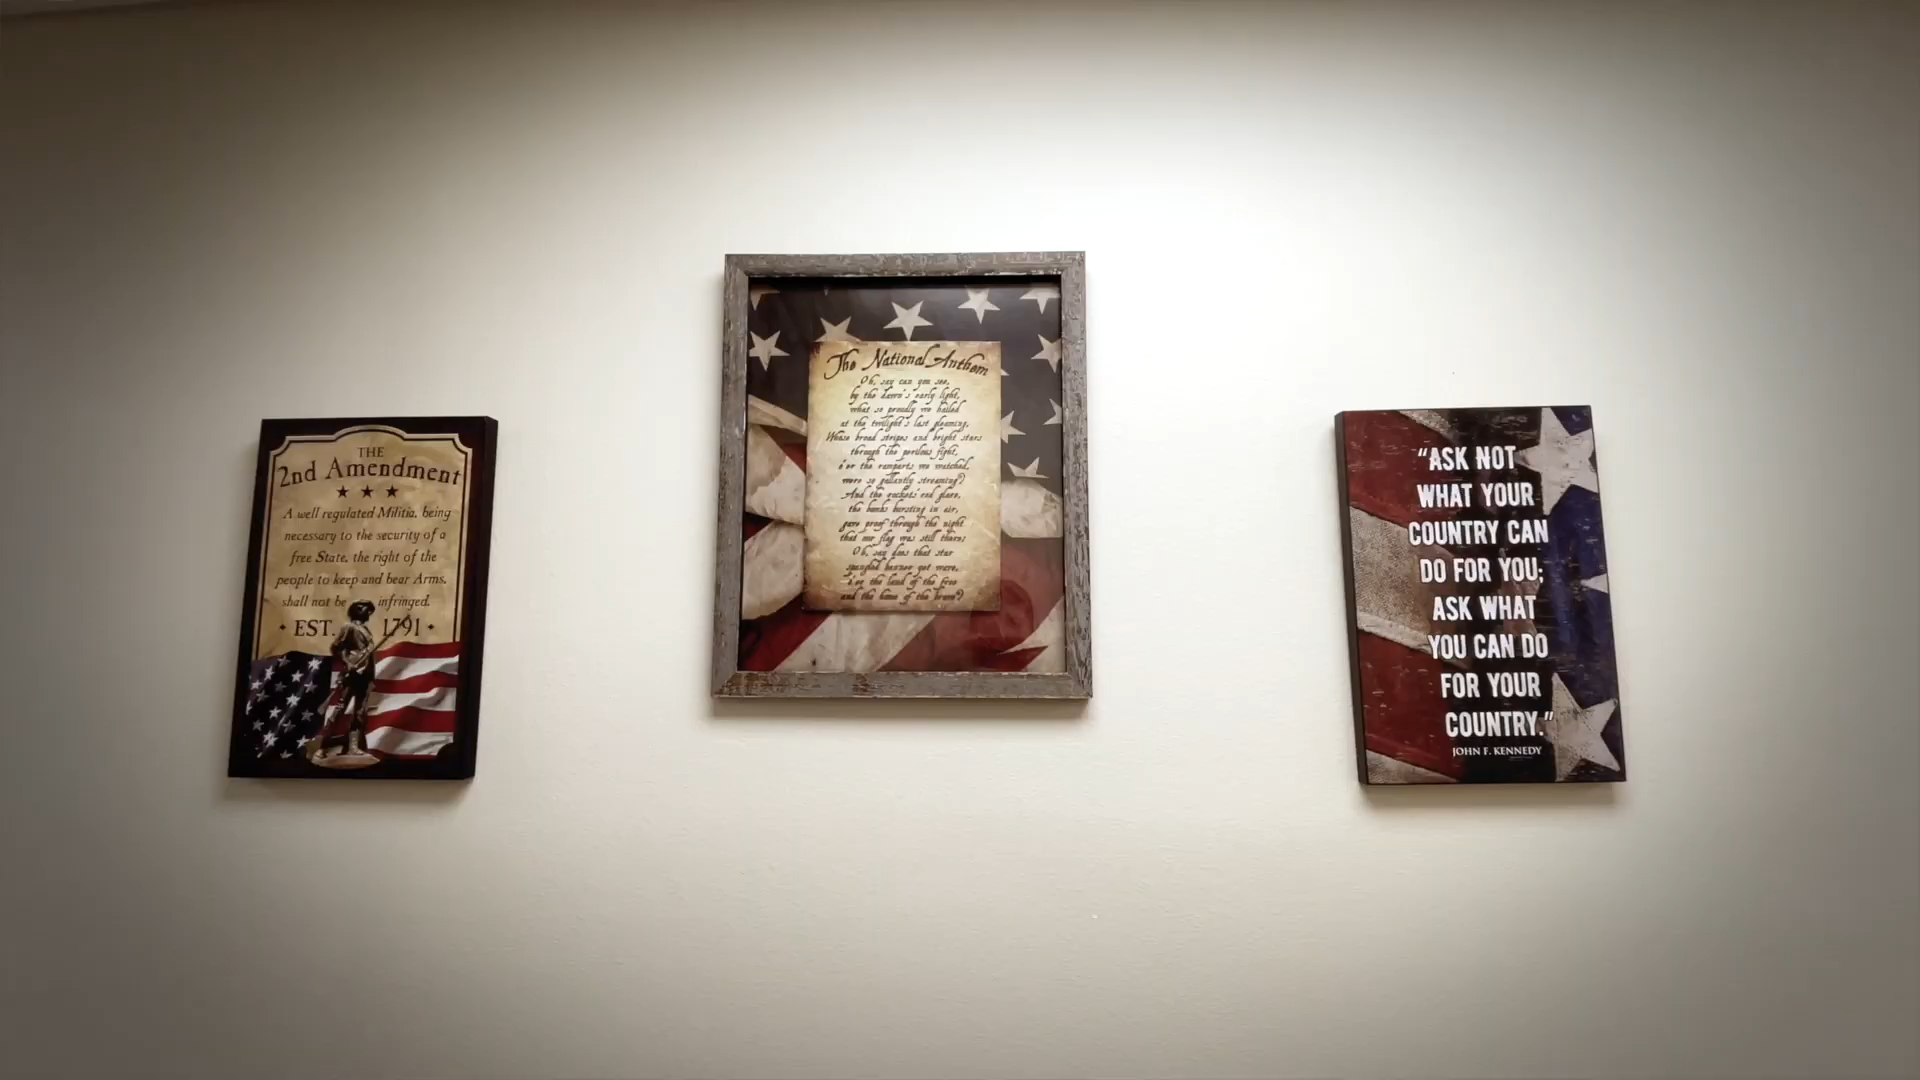 THE
2nd Amendment
A well regulated Militia, being
necessary to the security of a
free State, the right of the
people to keep and bear Arms,
shall not be infringed.
EST. 1791
The National Anthem
Oh, say can you see,
by the dawn's early light,
what so proudly we hailed
at the twilight's last gleaming,
Whose broad stripes and bright stars
through the perilous fight,
o'er the ramparts we watched,
were so gallantly streaming?
And the rocket's red glare,
the bombs bursting in air,
gave proof through the night
that our flag was still there;
Oh, say does that star
spangled banner yet wave,
o'er the land of the free
and the home of the brave?
"ASK NOT
WHAT YOUR
COUNTRY CAN
DO FOR YOU;
ASK WHAT
YOU CAN DO
FOR YOUR
COUNTRY."
JOHN F. KENNEDY